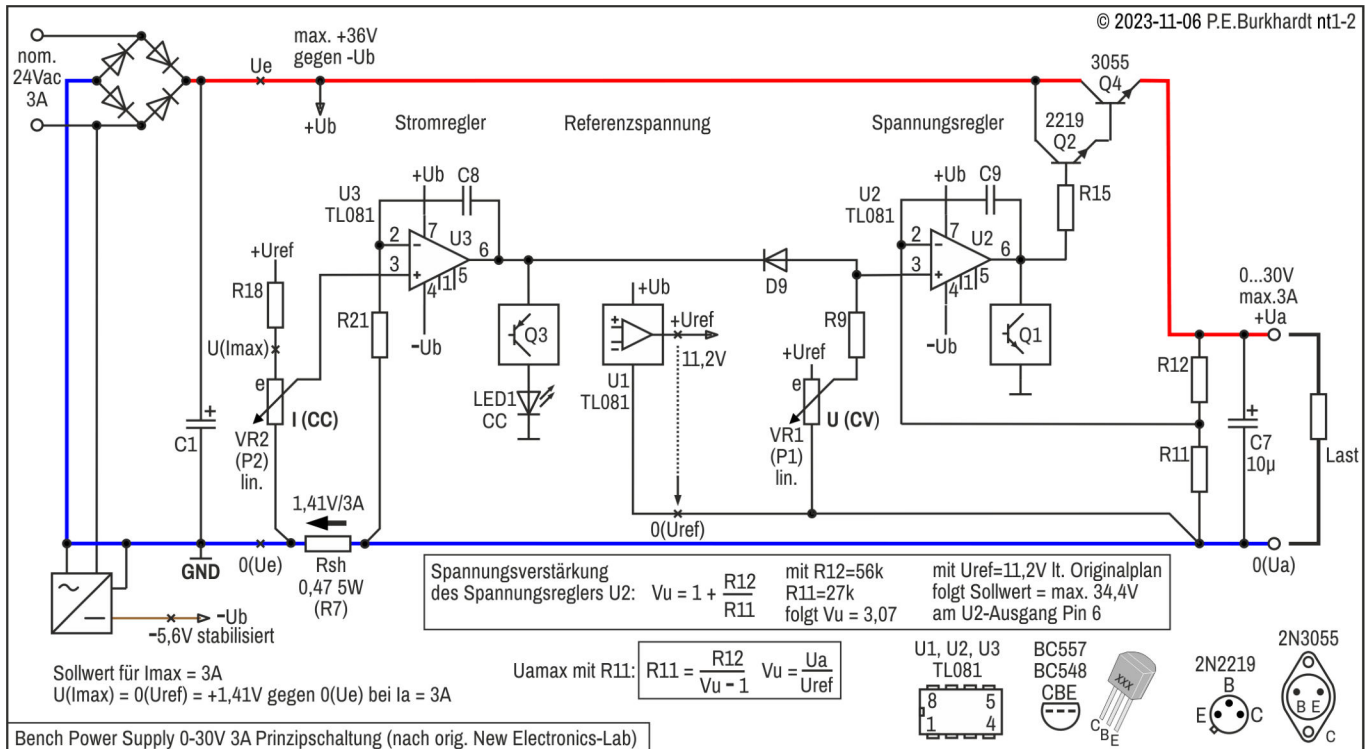 © 2023-11-06 P.E.Burkhardt nt1-2
nom.
24Vac
3A
Ue
max. +36V
gegen -Ub
+Ub
Stromregler
Referenzspannung
Spannungsregler
3055
Q4
2219
Q2
R15
U3
TL081
+Ub
C8
7
2
3
U3
6
4
1
5
-Ub
+Uref
R18
U(Imax)
e
I (CC)
VR2
(P2)
lin.
R21
C1
+
Q3
LED1
CC
+Ub
+Uref
11,2V
U1
TL081
D9
R9
+Uref
e
U (CV)
VR1
(P1)
lin.
U2
TL081
+Ub
C9
7
2
3
U2
6
4
1
5
-Ub
Q1
0...30V
max.3A
+Ua
R12
R11
+
C7
10µ
Last
1,41V/3A
0(Uref)
GND
0(Ue)
Rsh
0,47 5W
(R7)
0(Ua)
-Ub
-5,6V stabilisiert
Spannungsverstärkung
des Spannungsreglers U2: Vu = 1 + R12 / R11
mit R12=56k
R11=27k
folgt Vu = 3,07
mit Uref=11,2V lt. Originalplan
folgt Sollwert = max. 34,4V
am U2-Ausgang Pin 6
Sollwert für Imax = 3A
U(Imax) = 0(Uref) = +1,41V gegen 0(Ue) bei Ia = 3A
Uamax mit R11: R11 = R12 / Vu - 1 Vu = Ua / Uref
U1, U2, U3
TL081
8 5
1 4
BC557
BC548
CBE
xxx
C B E
2N2219
B
E C
2N3055
B E
C
Bench Power Supply 0-30V 3A Prinzipschaltung (nach orig. New Electronics-Lab)